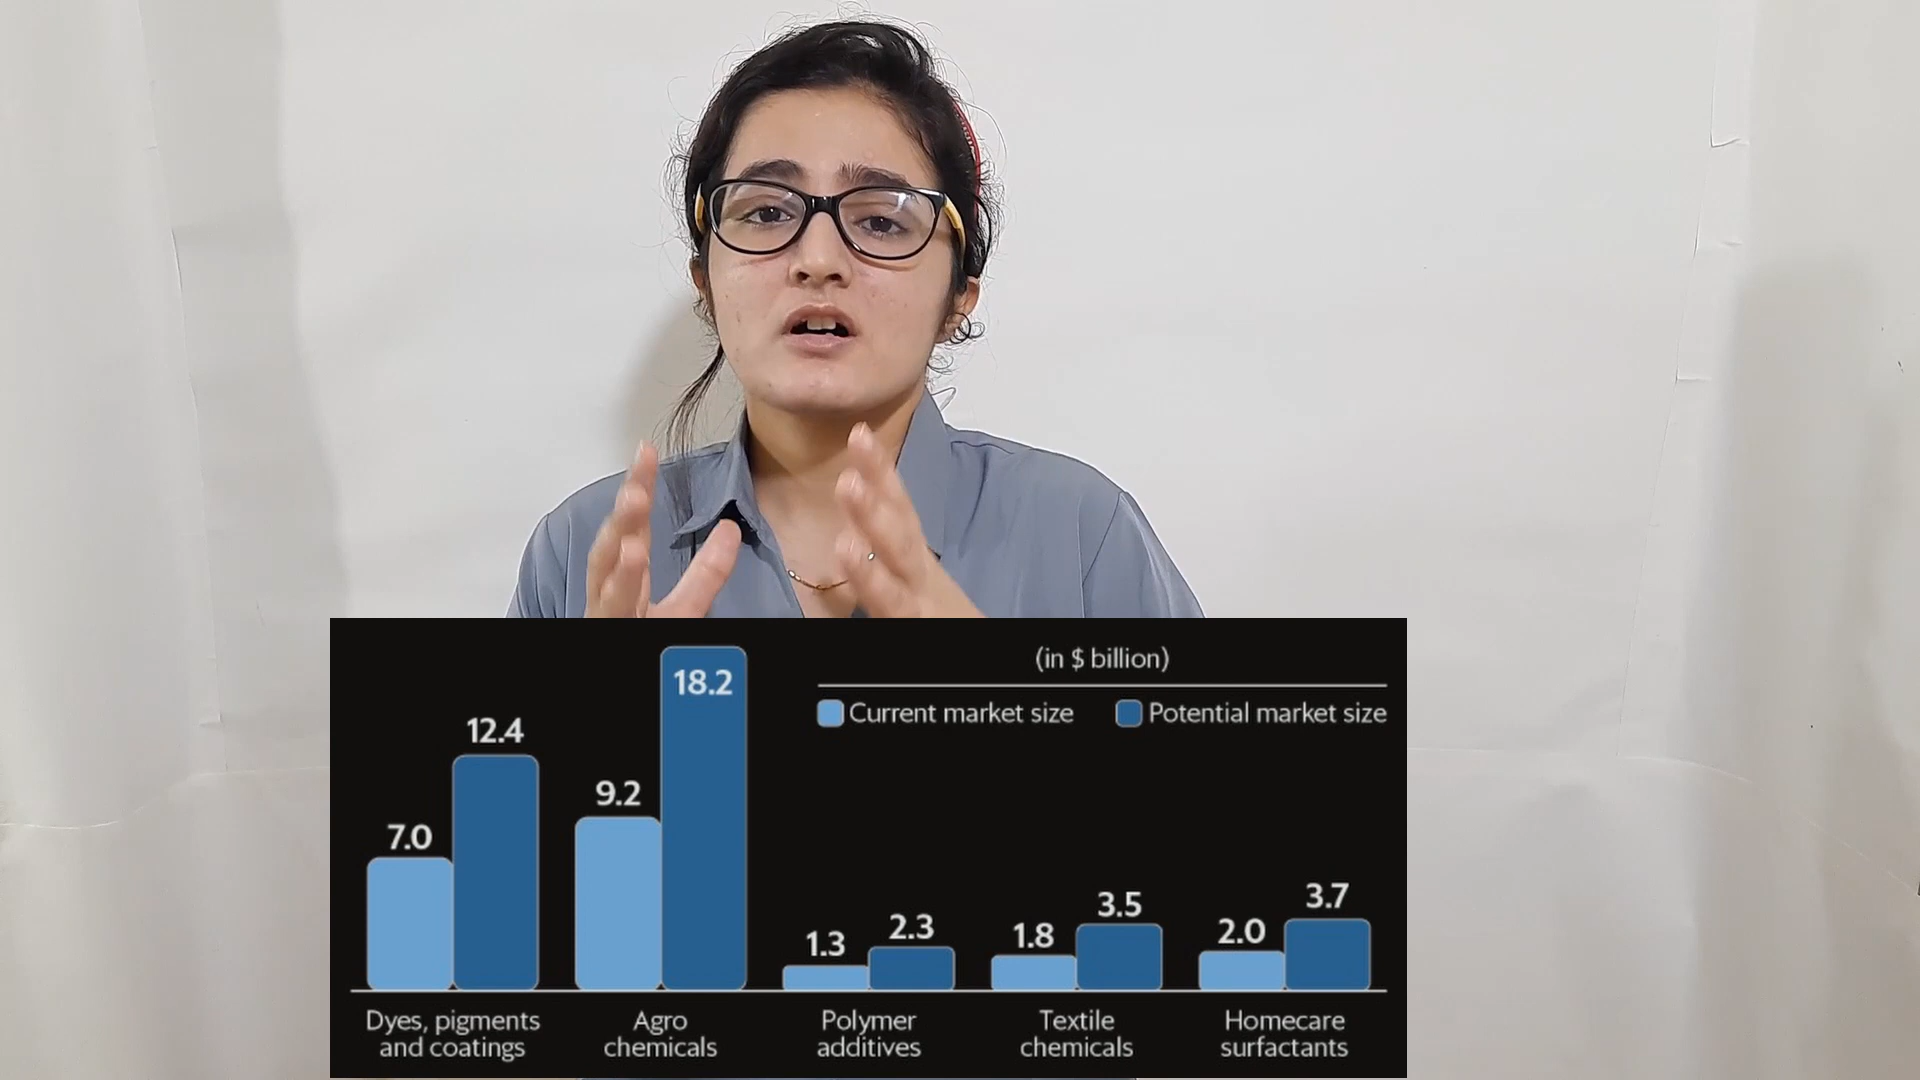 (in $ billion)
Current market size
Potential market size
7.0
12.4
9.2
18.2
1.3
2.3
1.8
3.5
2.0
3.7
Dyes, pigments
and coatings
Agro
chemicals
Polymer
additives
Textile
chemicals
Homecare
surfactants